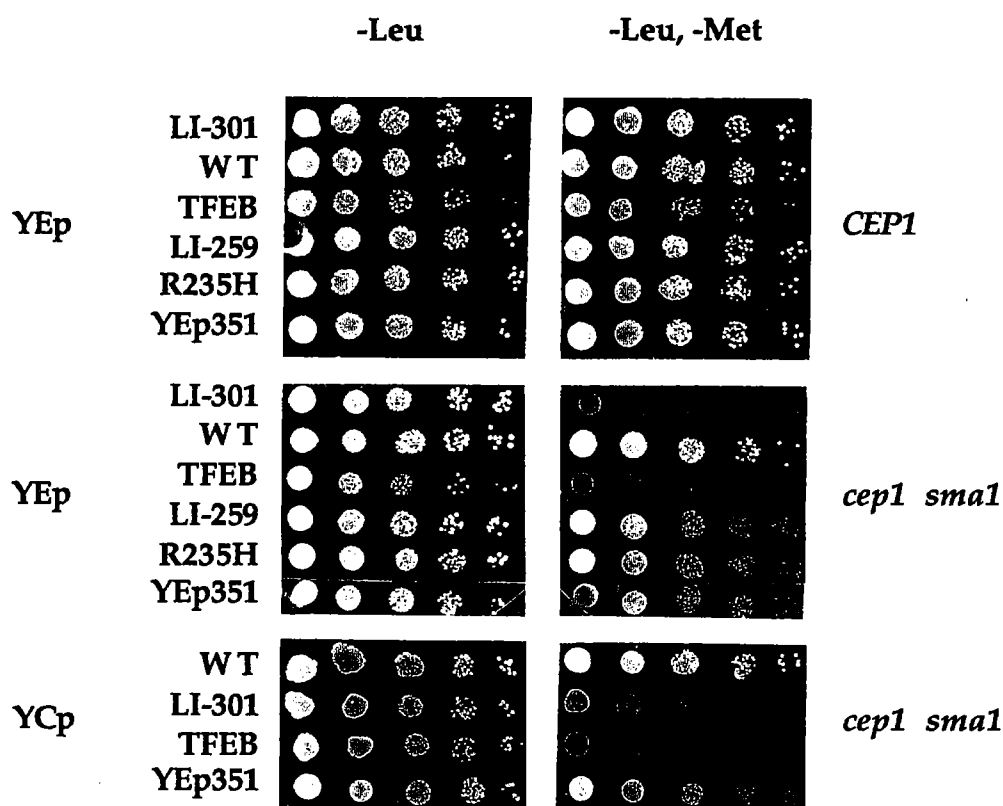 -Leu -Leu, -Met
LI-301
WT
TFEB
YEp CEP1
LI-259
R235H
YEp351
LI-301
WT
TFEB
YEp cep1 sma1
LI-259
R235H
YEp351
WT
LI-301
YCp cep1 sma1
TFEB
YEp351